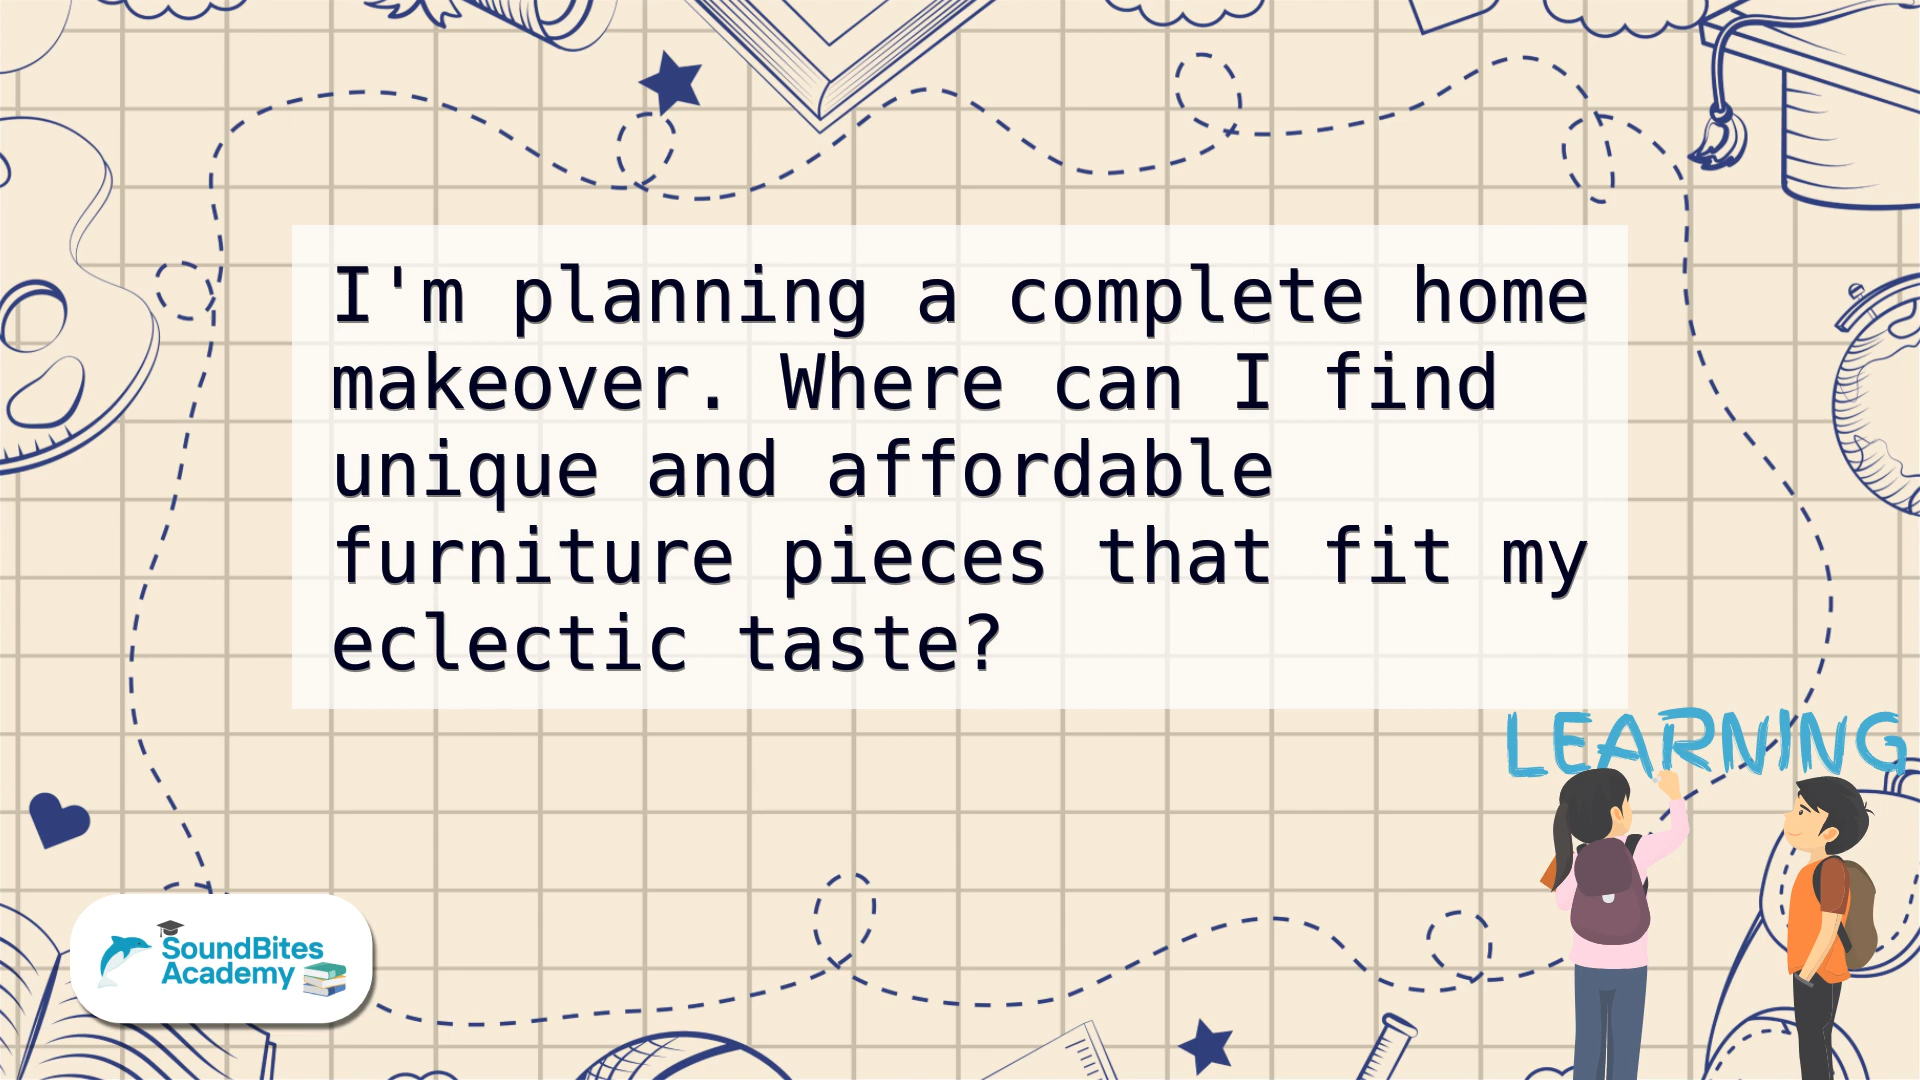 I'm planning a complete home
makeover. Where can I find
unique and affordable
furniture pieces that fit my
eclectic taste?
LEARNING
SoundBites
Academy